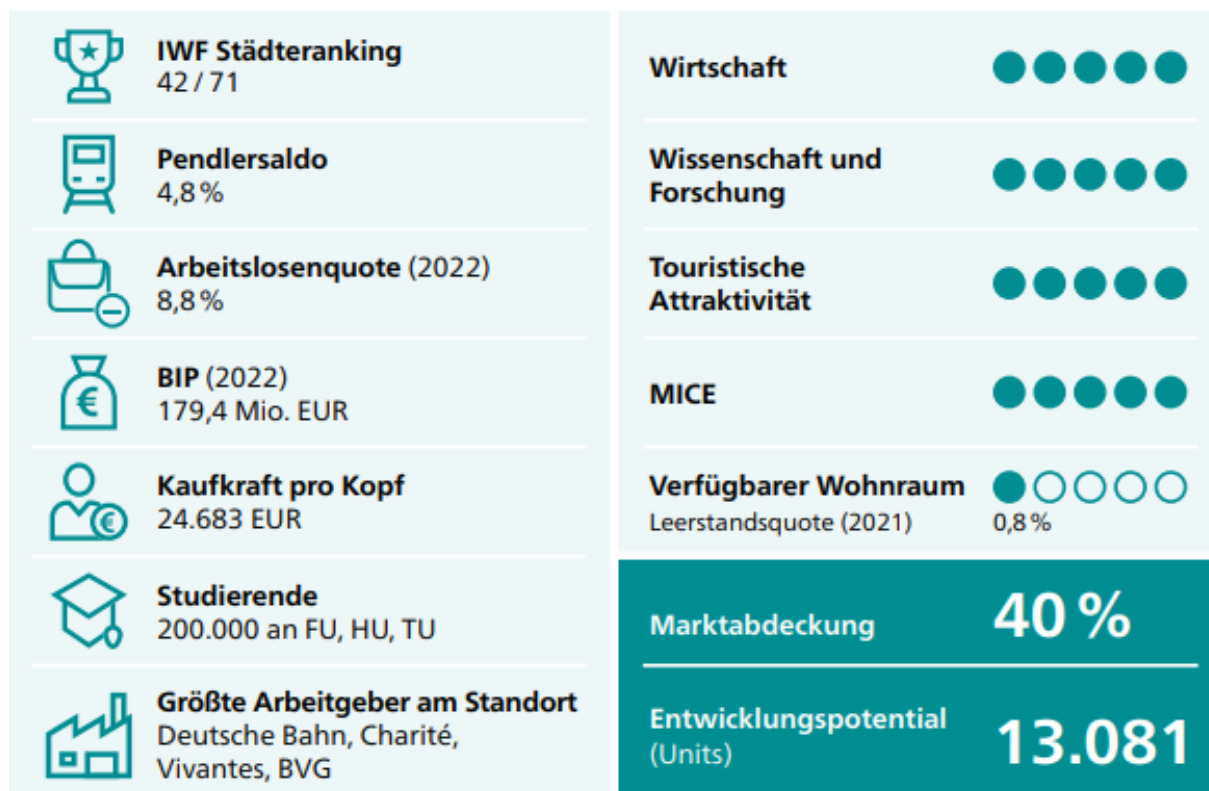 IWF Städteranking
42 / 71
Pendlersaldo
4,8 %
Arbeitslosenquote (2022)
8,8 %
BIP (2022)
179,4 Mio. EUR
Kaufkraft pro Kopf
24.683 EUR
Studierende
200.000 an FU, HU, TU
Größte Arbeitgeber am Standort
Deutsche Bahn, Charité,
Vivantes, BVG
Wirtschaft
Wissenschaft und
Forschung
Touristische
Attraktivität
MICE
Verfügbarer Wohnraum
Leerstandsquote (2021) 0,8 %
Marktabdeckung 40 %
Entwicklungspotential
(Units) 13.081